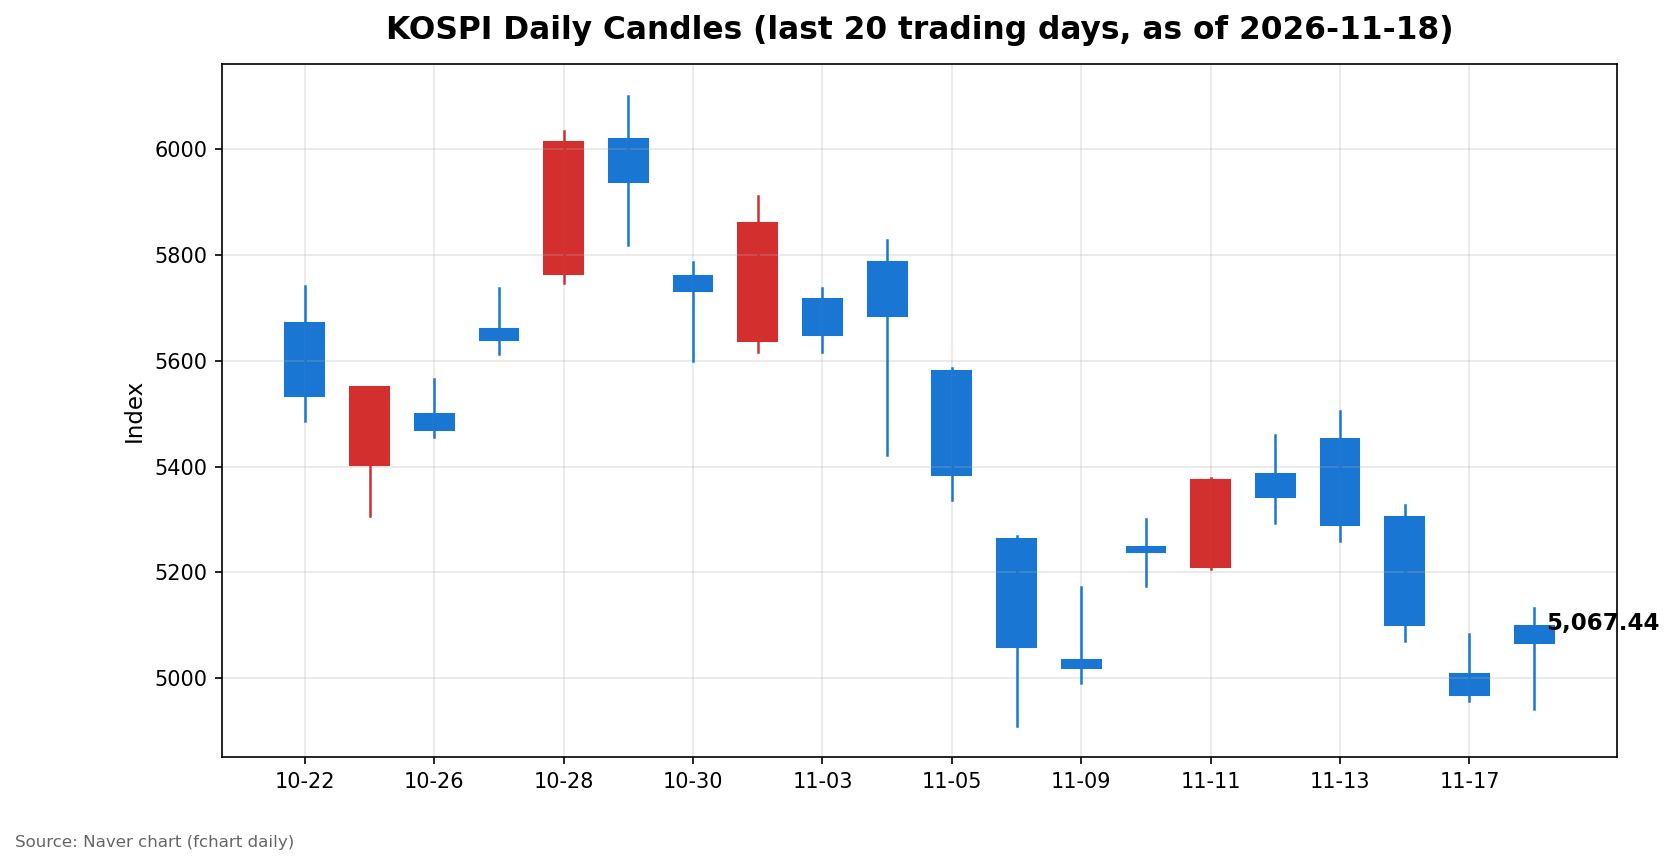 KOSPI Daily Candles (last 20 trading days, as of 2026-11-18)
Index
6000
5800
5600
5400
5200
5000
5,067.44
10-22 10-26 10-28 10-30 11-03 11-05 11-09 11-11 11-13 11-17
Source: Naver chart (fchart daily)